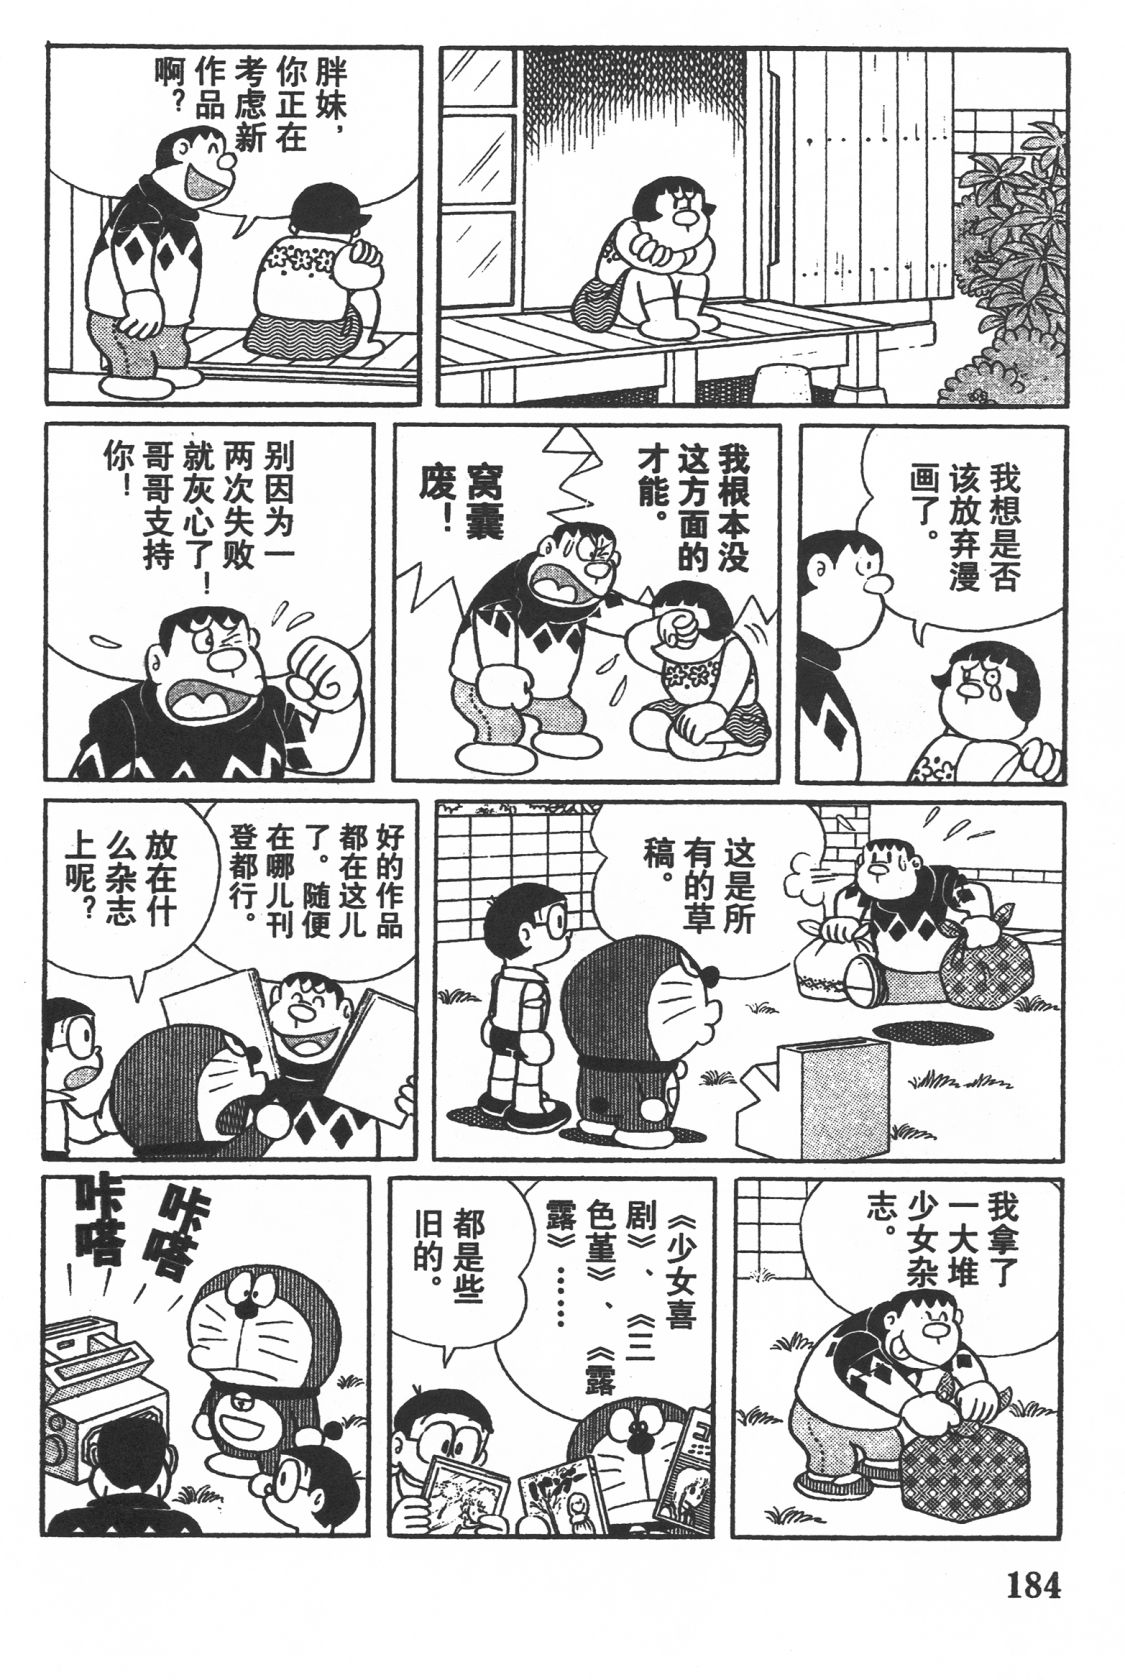 胖妹，
你正在
考虑新
作品
啊？
我想是否
该放弃漫
画了。
我根本没
这方面的
才能。
窝囊
废！
别因为一
两次失败
就灰心了！
哥哥支持
你！
这是所
有的草
稿。
好的作品
都在这儿
了。随便
在哪儿刊
登都行。
放在什
么杂志
上呢？
我拿了
一大堆
少女杂
志。
《少女喜
剧》、《三
色堇》、《露
露》……
都是些
旧的。
咔嗒
咔嗒
184